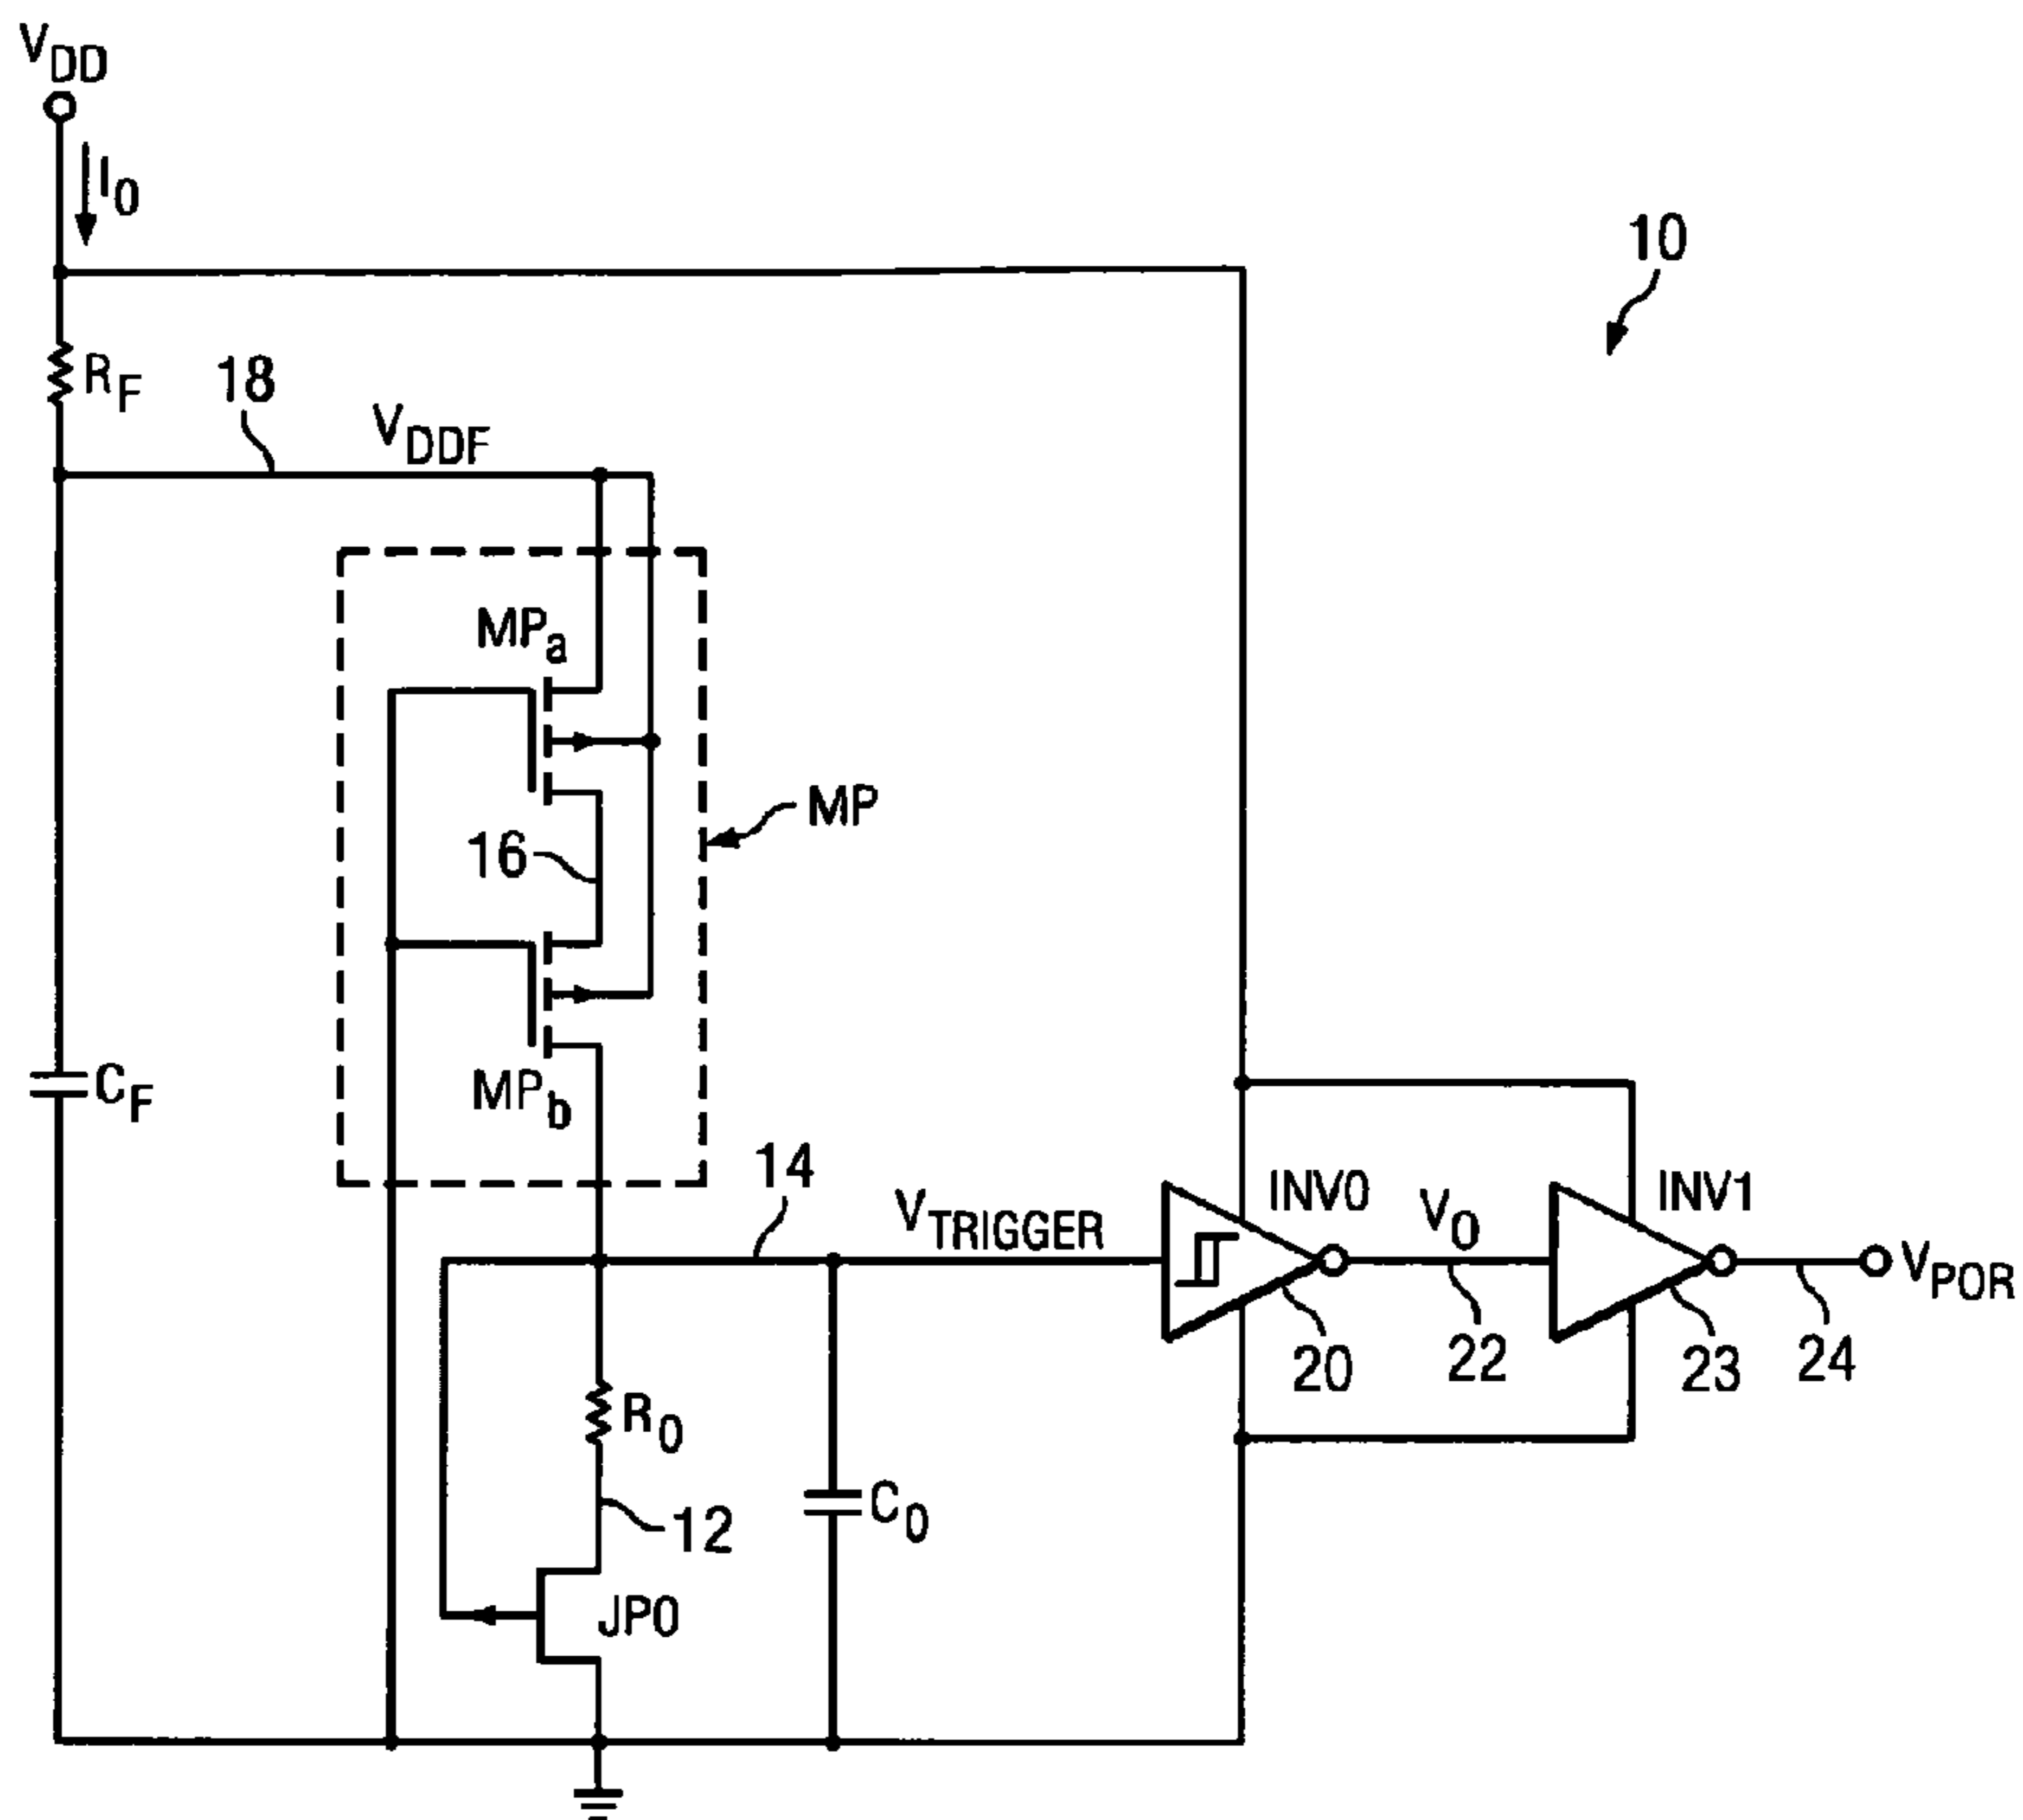 VDD
I0
10
RF
18
VDDF
MPa
MP
16
MPb
CF
14
VTRIGGER
INV0
VO
INV1
VPOR
20
22
23
24
R0
C0
12
JP0